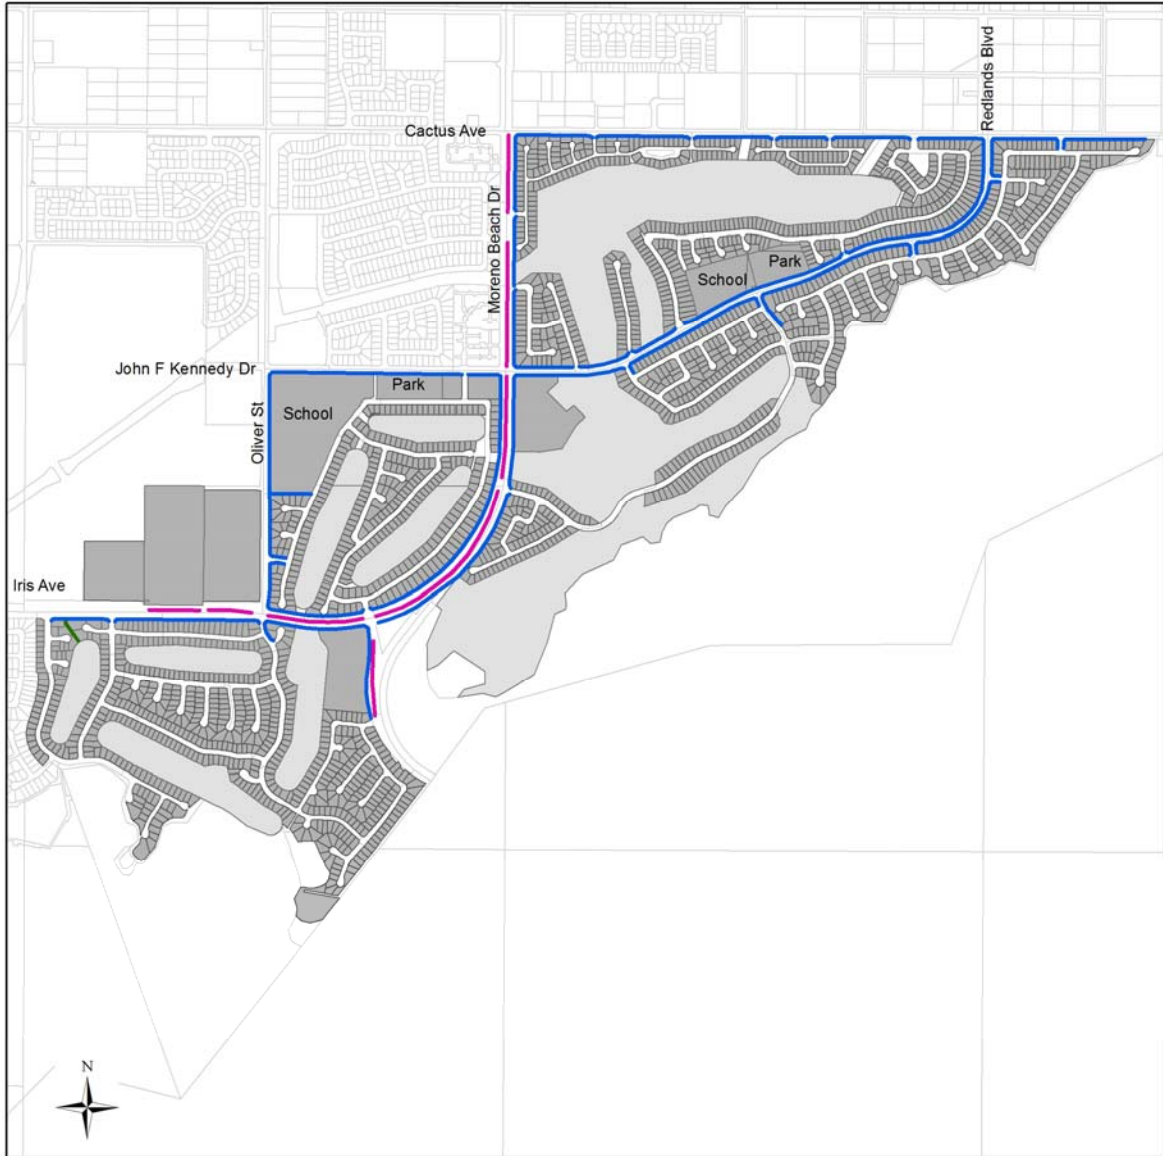 Redlands Blvd
Cactus Ave
Moreno Beach Dr
Park
School
John F Kennedy Dr
Park
School
Oliver St
Iris Ave
N